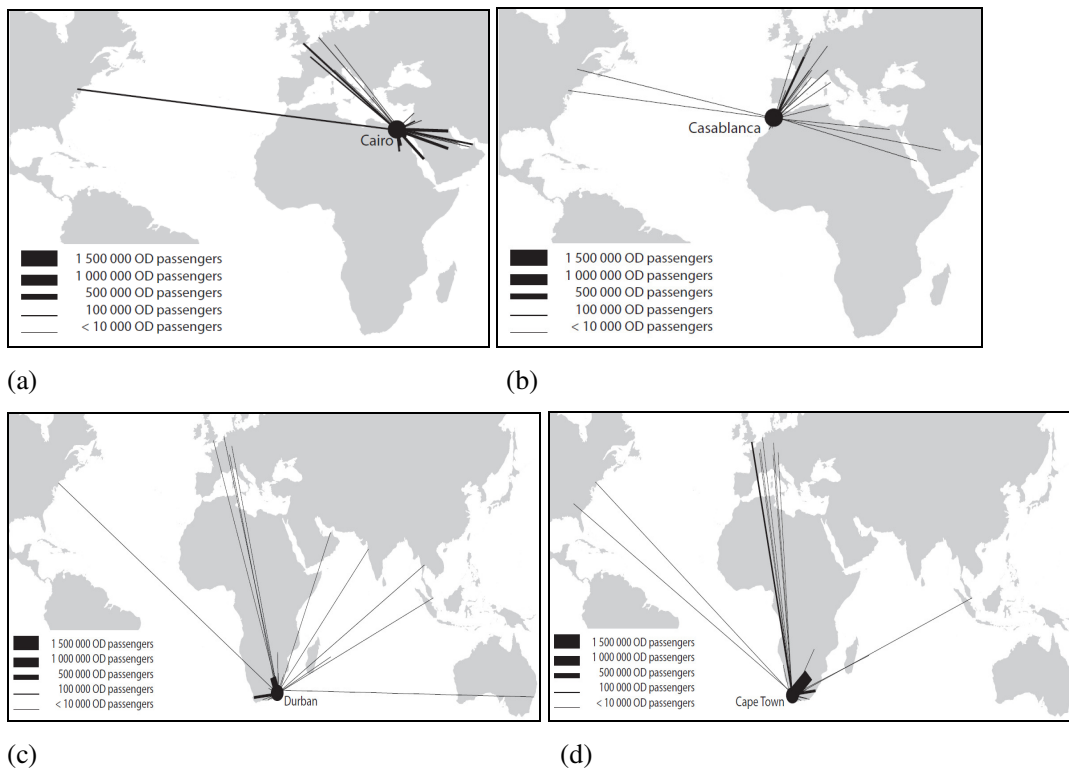 Cairo
1 500 000 OD passengers
1 000 000 OD passengers
500 000 OD passengers
100 000 OD passengers
< 10 000 OD passengers
(a)
Casablanca
1 500 000 OD passengers
1 000 000 OD passengers
500 000 OD passengers
100 000 OD passengers
< 10 000 OD passengers
(b)
Durban
1 500 000 OD passengers
1 000 000 OD passengers
500 000 OD passengers
100 000 OD passengers
< 10 000 OD passengers
(c)
Cape Town
1 500 000 OD passengers
1 000 000 OD passengers
500 000 OD passengers
100 000 OD passengers
< 10 000 OD passengers
(d)